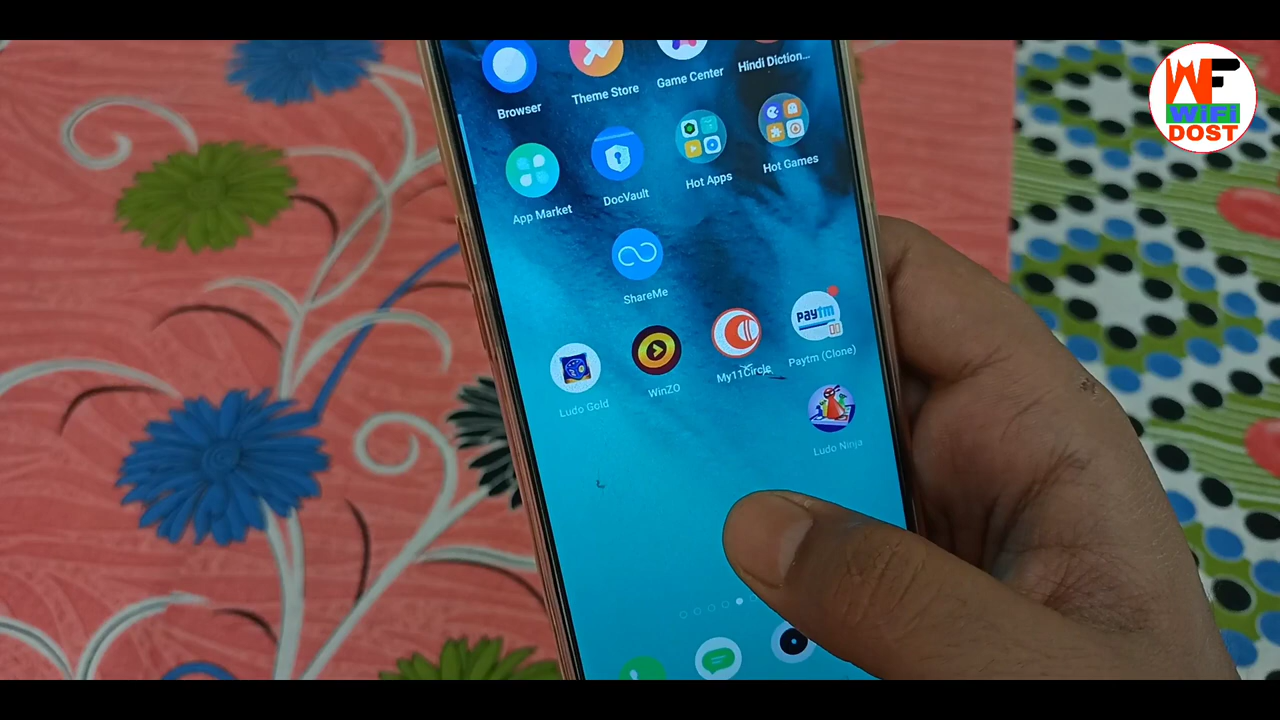 Browser
Theme Store
Game Center
Hindi Diction...
App Market
DocVault
Hot Apps
Hot Games
ShareMe
Ludo Gold
WinZO
My11Circle
Paytm (Clone)
paytm
Ludo Ninja
WF
WiFi
DOST